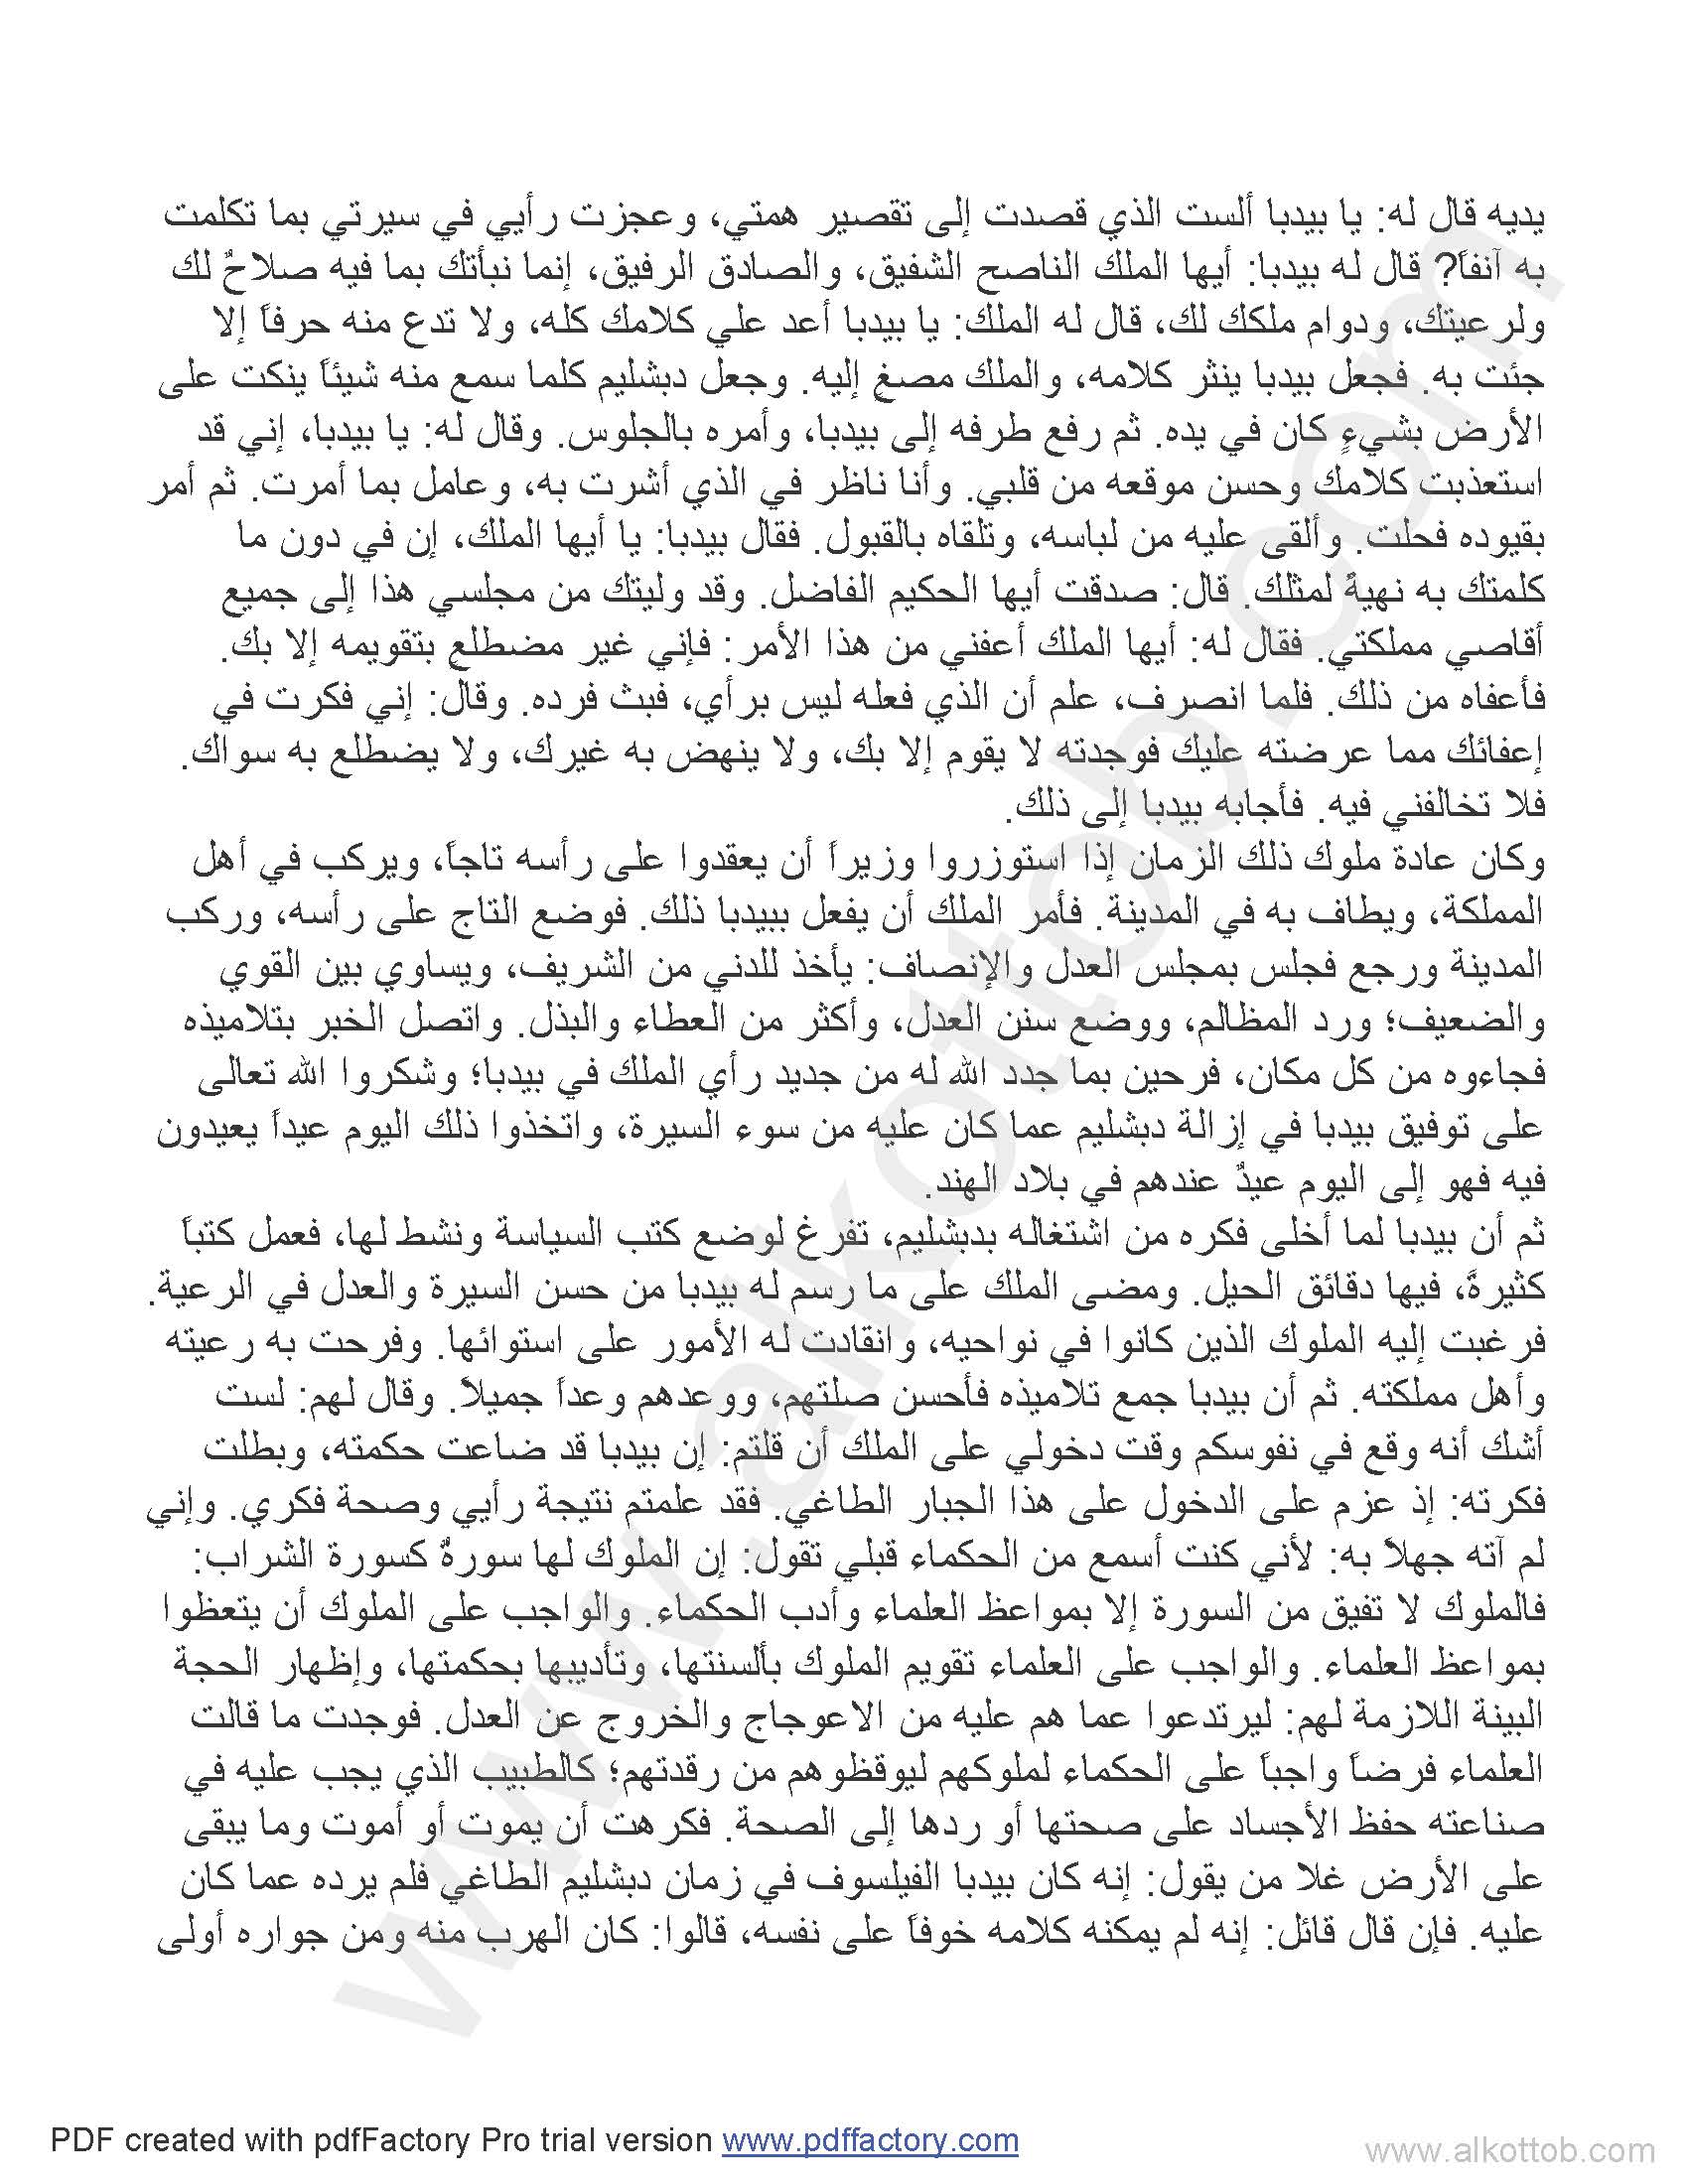 يديه قال له: يا بيدبا ألست الذي قصدت إلى تقصير همتي، وعجزت رأيي في سيرتي بما تكلمت
به آنفاً? قال له بيدبا: أيها الملك الناصح الشفيق، والصادق الرفيق، إنما نبأتك بما فيه صلاحٌ لك
ولرعيتك، ودوام ملكك لك، قال له الملك: يا بيدبا أعد علي كلامك كله، ولا تدع منه حرفاً إلا
جئت به. فجعل بيدبا ينثر كلامه، والملك مصغٍ إليه. وجعل دبشليم كلما سمع منه شيئاً ينكت على
الأرض بشيءٍ كان في يده. ثم رفع طرفه إلى بيدبا، وأمره بالجلوس. وقال له: يا بيدبا، إني قد
استعذبت كلامك وحسن موقعه من قلبي. وأنا ناظر في الذي أشرت به، وعامل بما أمرت. ثم أمر
بقيوده فحلت. وألقى عليه من لباسه، وتلقاه بالقبول. فقال بيدبا: يا أيها الملك، إن في دون ما
كلمتك به نهيةً لمثلك. قال: صدقت أيها الحكيم الفاضل. وقد وليتك من مجلسي هذا إلى جميع
أقاصي مملكتي. فقال له: أيها الملك أعفني من هذا الأمر: فإني غير مضطلعٍ بتقويمه إلا بك.
فأعفاه من ذلك. فلما انصرف، علم أن الذي فعله ليس برأي، فبث فرده. وقال: إني فكرت في
إعفائك مما عرضته عليك فوجدته لا يقوم إلا بك، ولا ينهض به غيرك، ولا يضطلع به سواك.
فلا تخالفني فيه. فأجابه بيدبا إلى ذلك.
وكان عادة ملوك ذلك الزمان إذا استوزروا وزيراً أن يعقدوا على رأسه تاجاً، ويركب في أهل
المملكة، ويطاف به في المدينة. فأمر الملك أن يفعل ببيدبا ذلك. فوضع التاج على رأسه، وركب
المدينة ورجع فجلس بمجلس العدل والإنصاف: يأخذ للدني من الشريف، ويساوي بين القوي
والضعيف؛ ورد المظالم، ووضع سنن العدل، وأكثر من العطاء والبذل. واتصل الخبر بتلاميذه
فجاءوه من كل مكان، فرحين بما جدد الله له من جديد رأي الملك في بيدبا؛ وشكروا الله تعالى
على توفيق بيدبا في إزالة دبشليم عما كان عليه من سوء السيرة، واتخذوا ذلك اليوم عيداً يعيدون
فيه فهو إلى اليوم عيدٌ عندهم في بلاد الهند.
ثم أن بيدبا لما أخلى فكره من اشتغاله بدبشليم، تفرغ لوضع كتب السياسة ونشط لها، فعمل كتباً
كثيرةً، فيها دقائق الحيل. ومضى الملك على ما رسم له بيدبا من حسن السيرة والعدل في الرعية.
فرغبت إليه الملوك الذين كانوا في نواحيه، وانقادت له الأمور على استوائها. وفرحت به رعيته
وأهل مملكته. ثم أن بيدبا جمع تلاميذه فأحسن صلتهم، ووعدهم وعداً جميلاً. وقال لهم: لست
أشك أنه وقع في نفوسكم وقت دخولي على الملك أن قلتم: إن بيدبا قد ضاعت حكمته، وبطلت
فكرته: إذ عزم على الدخول على هذا الجبار الطاغي. فقد علمتم نتيجة رأيي وصحة فكري. وإني
لم آته جهلاً به: لأني كنت أسمع من الحكماء قبلي تقول: إن الملوك لها سورةٌ كسورة الشراب:
فالملوك لا تفيق من السورة إلا بمواعظ العلماء وأدب الحكماء. والواجب على الملوك أن يتعظوا
بمواعظ العلماء. والواجب على العلماء تقويم الملوك بألسنتها، وتأديبها بحكمتها، وإظهار الحجة
البينة اللازمة لهم: ليرتدعوا عما هم عليه من الاعوجاج والخروج عن العدل. فوجدت ما قالت
العلماء فرضاً واجباً على الحكماء لملوكهم ليوقظوهم من رقدتهم؛ كالطبيب الذي يجب عليه في
صناعته حفظ الأجساد على صحتها أو ردها إلى الصحة. فكرهت أن يموت أو أموت وما يبقى
على الأرض غلا من يقول: إنه كان بيدبا الفيلسوف في زمان دبشليم الطاغي فلم يرده عما كان
عليه. فإن قال قائل: إنه لم يمكنه كلامه خوفاً على نفسه، قالوا: كان الهرب منه ومن جواره أولى
www.alkottob.com
PDF created with pdfFactory Pro trial version www.pdffactory.com
www.alkottob.com